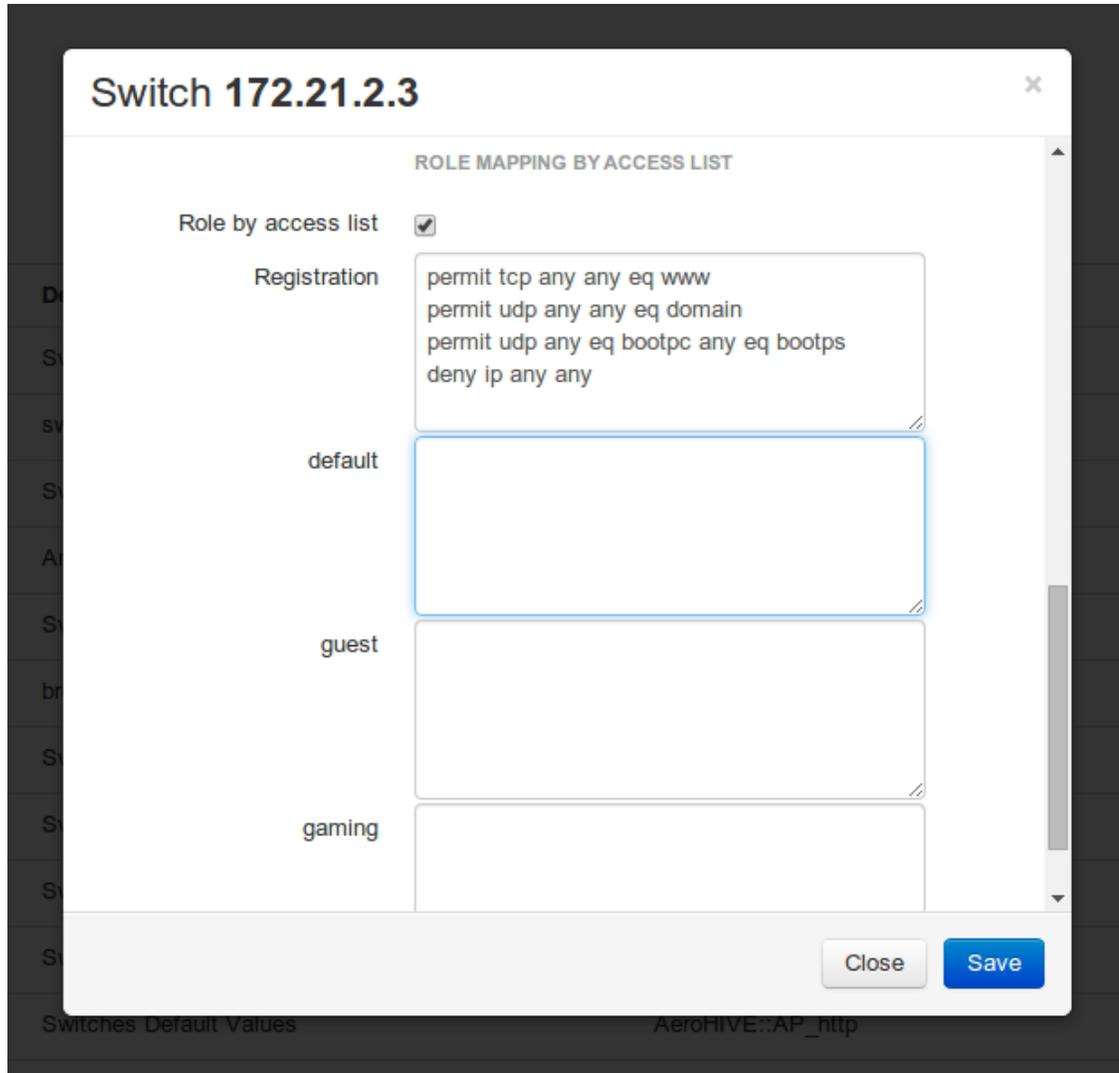 Switch 172.21.2.3
×
ROLE MAPPING BY ACCESS LIST
Role by access list
Registration
permit tcp any any eq www
permit udp any any eq domain
permit udp any eq bootpc any eq bootps
deny ip any any
default
guest
gaming
Close
Save
Switches Default Values
AeroHIVE::AP_http